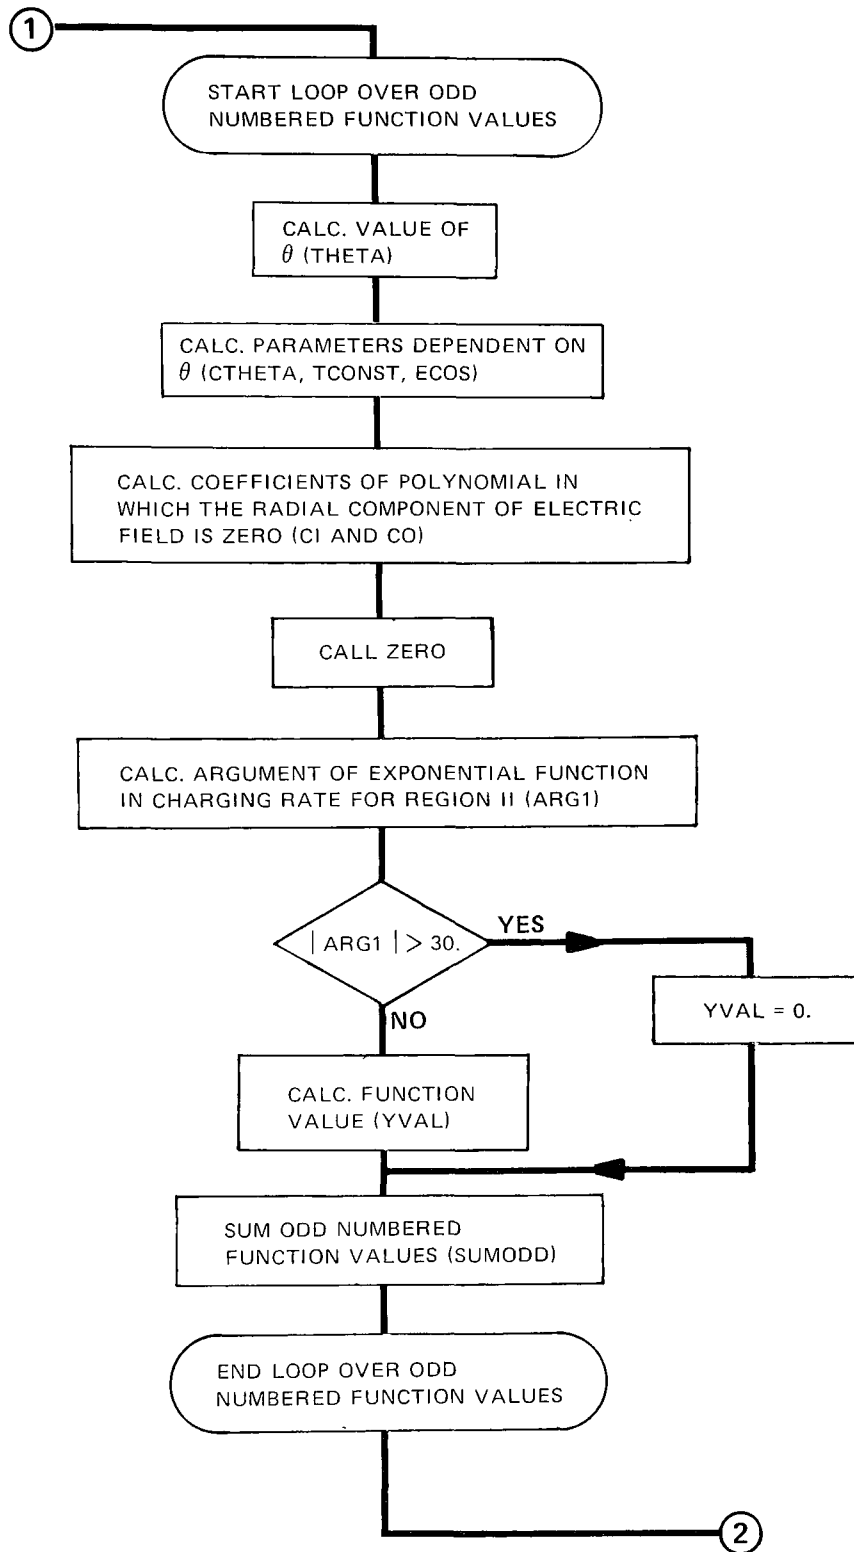 1
START LOOP OVER ODD
NUMBERED FUNCTION VALUES
CALC. VALUE OF
θ (THETA)
CALC. PARAMETERS DEPENDENT ON
θ (CTHETA, TCONST, ECOS)
CALC. COEFFICIENTS OF POLYNOMIAL IN
WHICH THE RADIAL COMPONENT OF ELECTRIC
FIELD IS ZERO (CI AND CO)
CALL ZERO
CALC. ARGUMENT OF EXPONENTIAL FUNCTION
IN CHARGING RATE FOR REGION II (ARG1)
| ARG1 | > 30.
YES
YVAL = 0.
NO
CALC. FUNCTION
VALUE (YVAL)
SUM ODD NUMBERED
FUNCTION VALUES (SUMODD)
END LOOP OVER ODD
NUMBERED FUNCTION VALUES
2